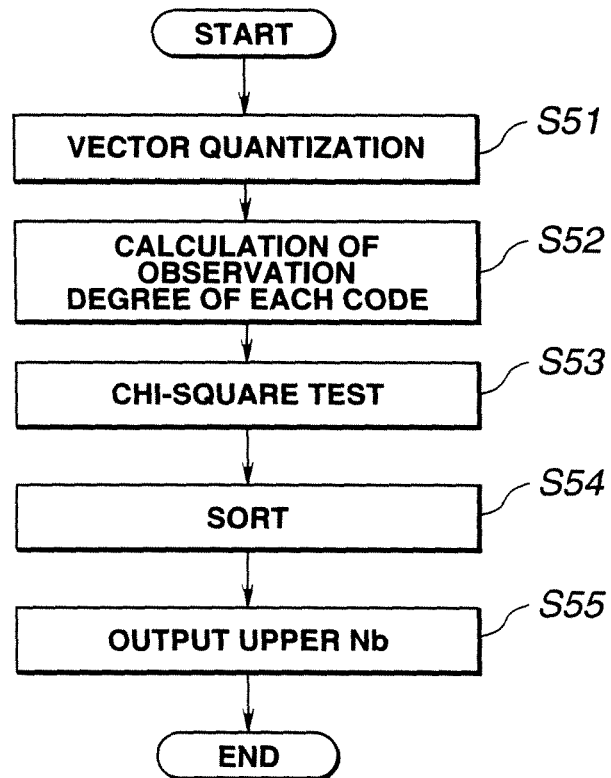 START
VECTOR QUANTIZATION
S51
CALCULATION OF
OBSERVATION
DEGREE OF EACH CODE
S52
CHI-SQUARE TEST
S53
SORT
S54
OUTPUT UPPER Nb
S55
END